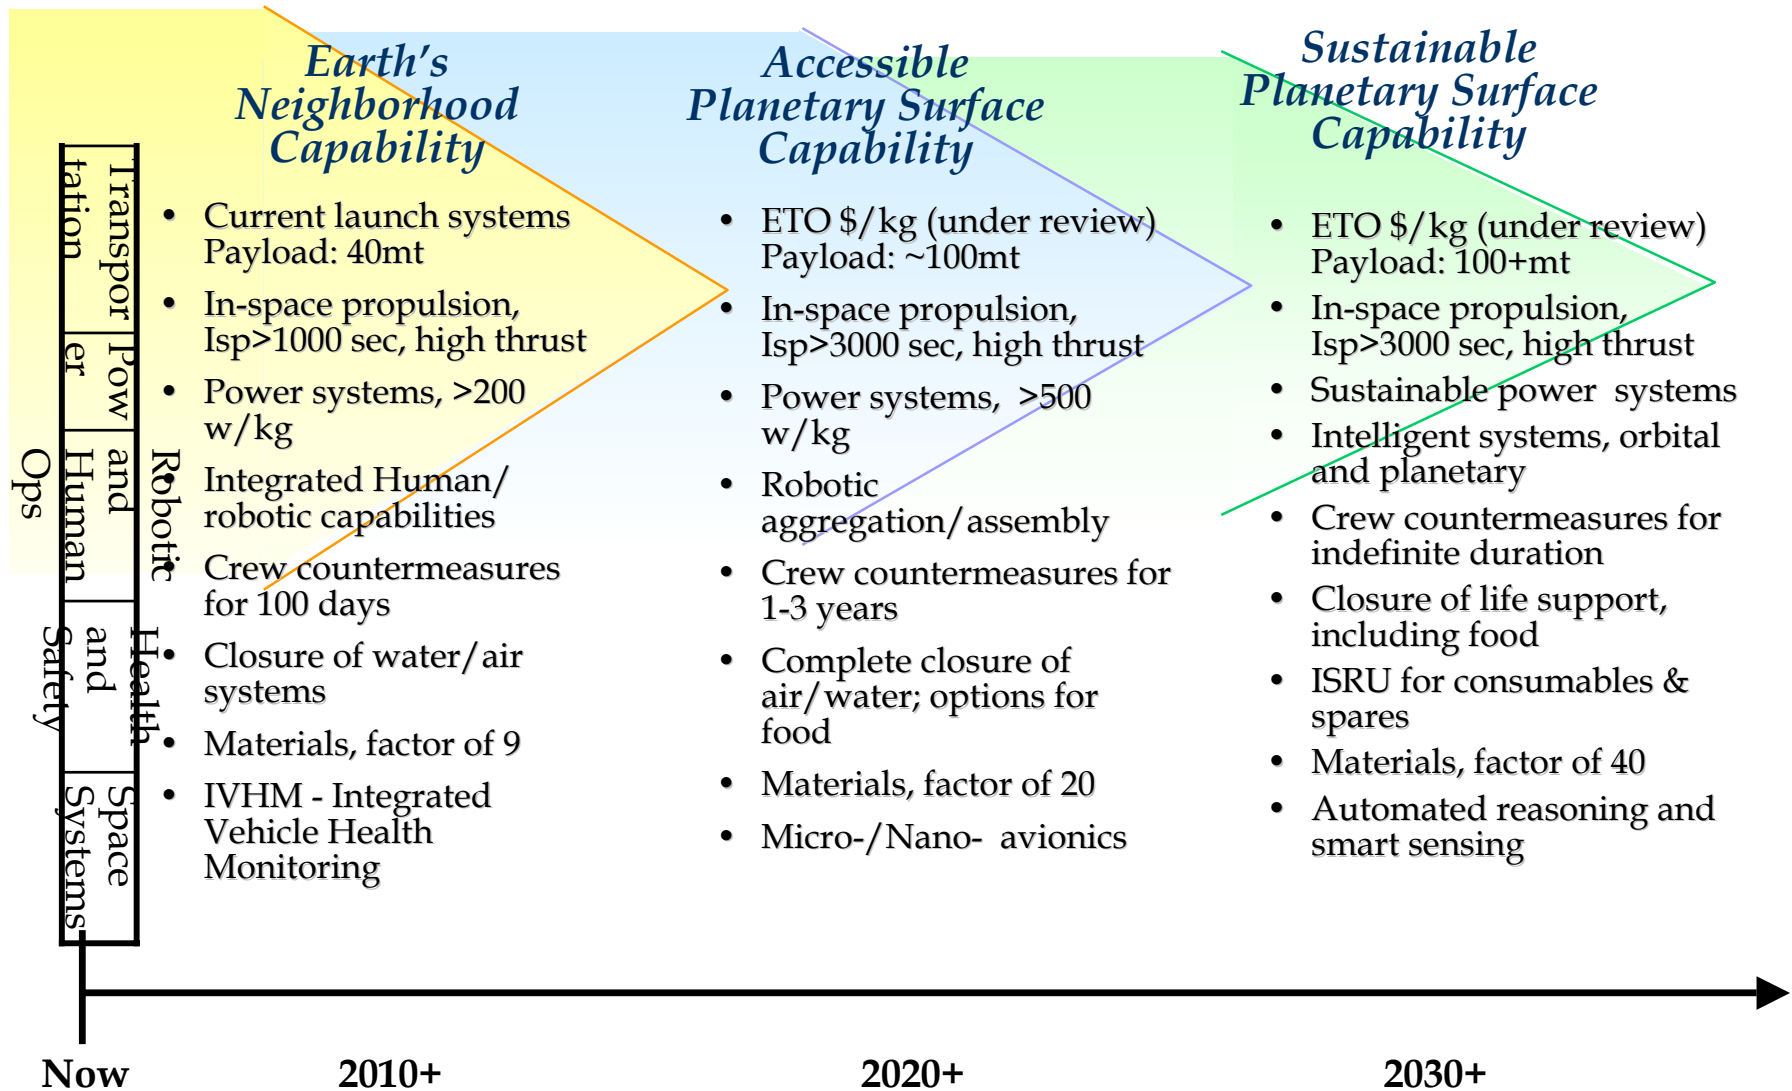 Earth's
Neighborhood
Capability
Accessible
Planetary Surface
Capability
Sustainable
Planetary Surface
Capability
Transpor
tation
Pow
er
Robotic
and
Human
Ops
Health
and
Safety
Space
Systems
• Current launch systems
Payload: 40mt
• In-space propulsion,
Isp>1000 sec, high thrust
• Power systems, >200
w/kg
• Integrated Human/
robotic capabilities
• Crew countermeasures
for 100 days
• Closure of water/air
systems
• Materials, factor of 9
• IVHM - Integrated
Vehicle Health
Monitoring
• ETO $/kg (under review)
Payload: ~100mt
• In-space propulsion,
Isp>3000 sec, high thrust
• Power systems, >500
w/kg
• Robotic
aggregation/assembly
• Crew countermeasures for
1-3 years
• Complete closure of
air/water; options for
food
• Materials, factor of 20
• Micro-/Nano- avionics
• ETO $/kg (under review)
Payload: 100+mt
• In-space propulsion,
Isp>3000 sec, high thrust
• Sustainable power systems
• Intelligent systems, orbital
and planetary
• Crew countermeasures for
indefinite duration
• Closure of life support,
including food
• ISRU for consumables &
spares
• Materials, factor of 40
• Automated reasoning and
smart sensing
Now
2010+
2020+
2030+